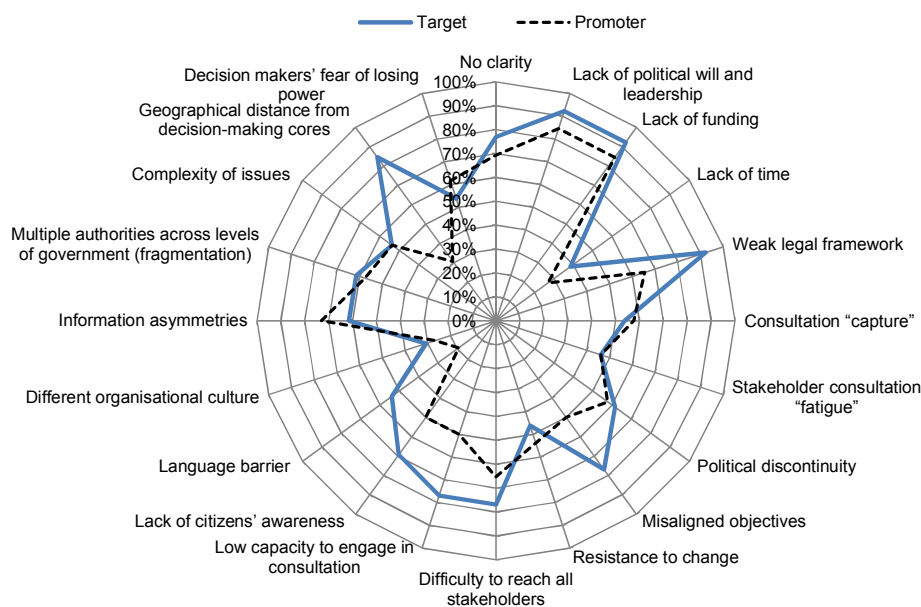 Target
Promoter
No clarity
Lack of political will and
leadership
Lack of funding
Lack of time
Weak legal framework
Consultation “capture”
Stakeholder consultation
“fatigue”
Political discontinuity
Misaligned objectives
Resistance to change
Difficulty to reach all
stakeholders
Low capacity to engage in
consultation
Lack of citizens’ awareness
Language barrier
Different organisational culture
Information asymmetries
Multiple authorities across levels
of government (fragmentation)
Complexity of issues
Geographical distance from
decision-making cores
Decision makers’ fear of losing
power
100%
90%
80%
70%
60%
50%
40%
30%
20%
10%
0%